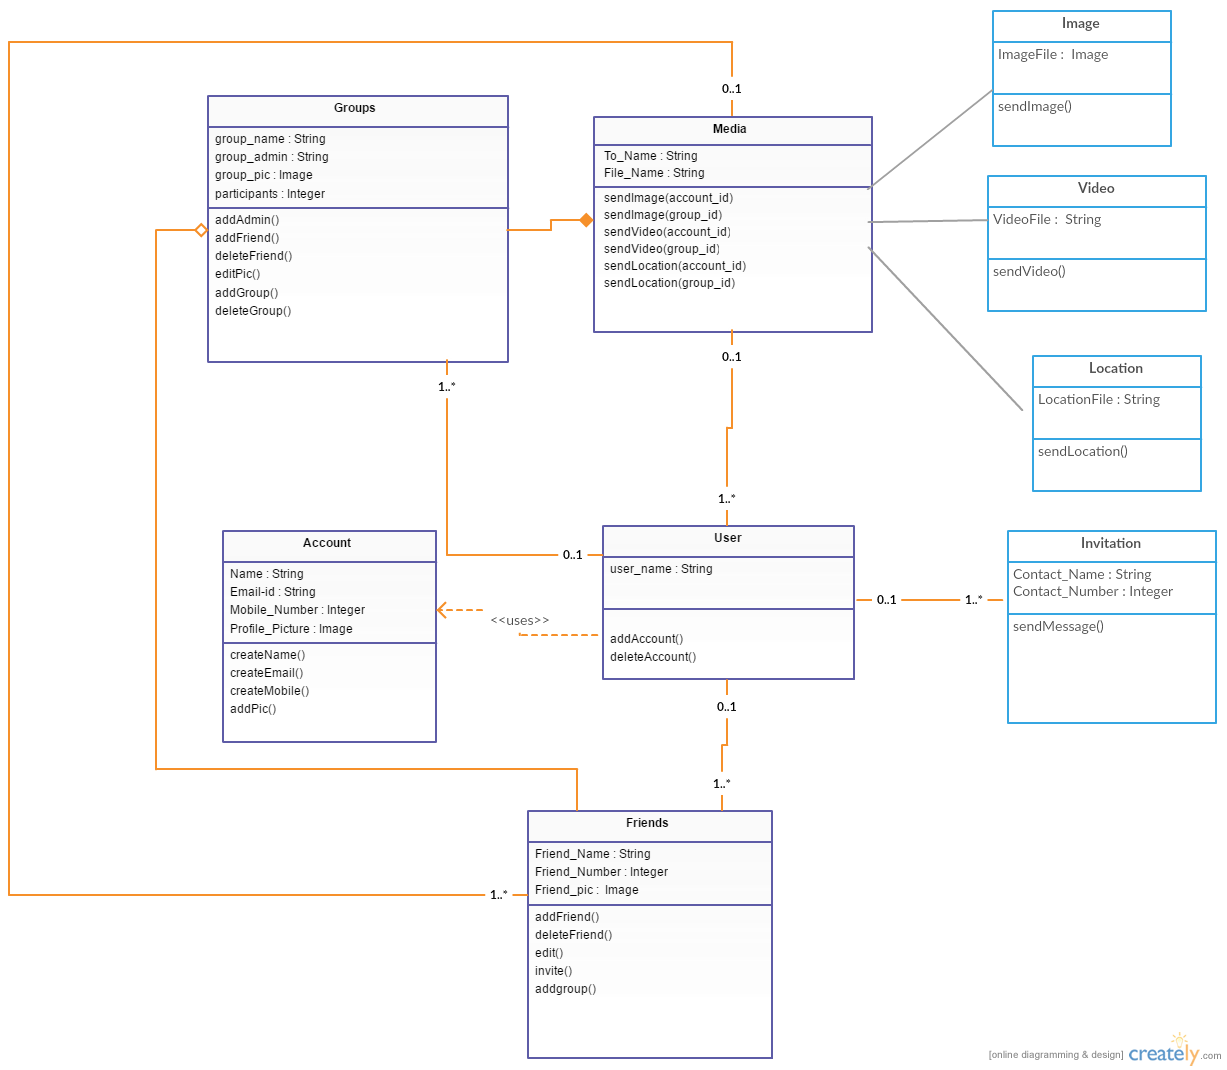 Image
ImageFile :  Image
sendImage()
0..1
Groups
group_name : String
group_admin : String
group_pic : Image
participants : Integer
addAdmin()
addFriend()
deleteFriend()
editPic()
addGroup()
deleteGroup()
Media
To_Name : String
File_Name : String
sendImage(account_id)
sendImage(group_id)
sendVideo(account_id)
sendVideo(group_id)
sendLocation(account_id)
sendLocation(group_id)
Video
VideoFile :  String
sendVideo()
0..1
1..*
Location
LocationFile : String
sendLocation()
1..*
0..1
Account
Name : String
Email-id : String
Mobile_Number : Integer
Profile_Picture : Image
createName()
createEmail()
createMobile()
addPic()
<<uses>>
User
user_name : String
addAccount()
deleteAccount()
0..1
1..*
Invitation
Contact_Name : String
Contact_Number : Integer
sendMessage()
0..1
1..*
1..*
Friends
Friend_Name : String
Friend_Number : Integer
Friend_pic :  Image
addFriend()
deleteFriend()
edit()
invite()
addgroup()
[online diagramming & design] creately.com